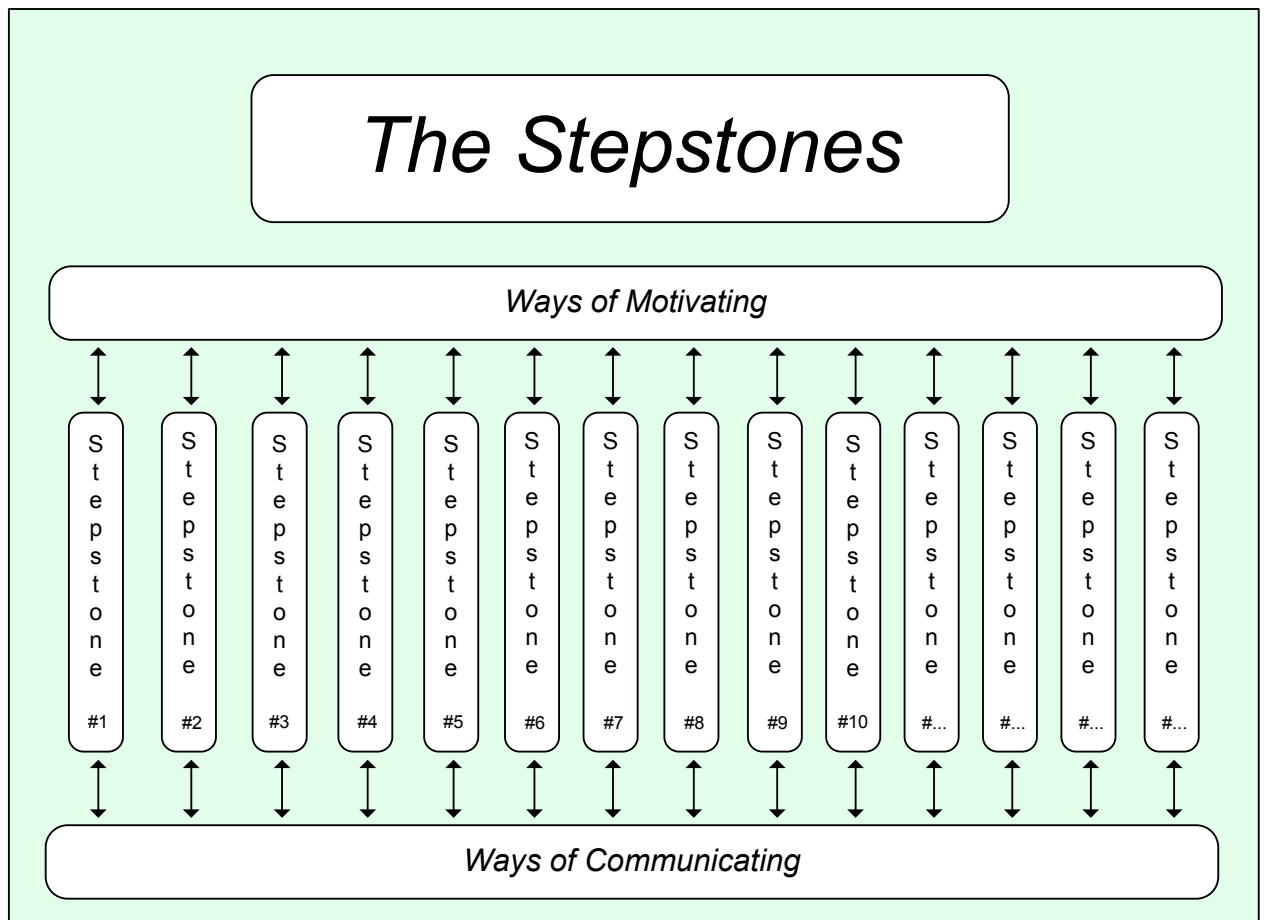 The Stepstones
Ways of Motivating
Stepstone #1
Stepstone #2
Stepstone #3
Stepstone #4
Stepstone #5
Stepstone #6
Stepstone #7
Stepstone #8
Stepstone #9
Stepstone #10
Stepstone #...
Stepstone #...
Stepstone #...
Stepstone #...
Ways of Communicating